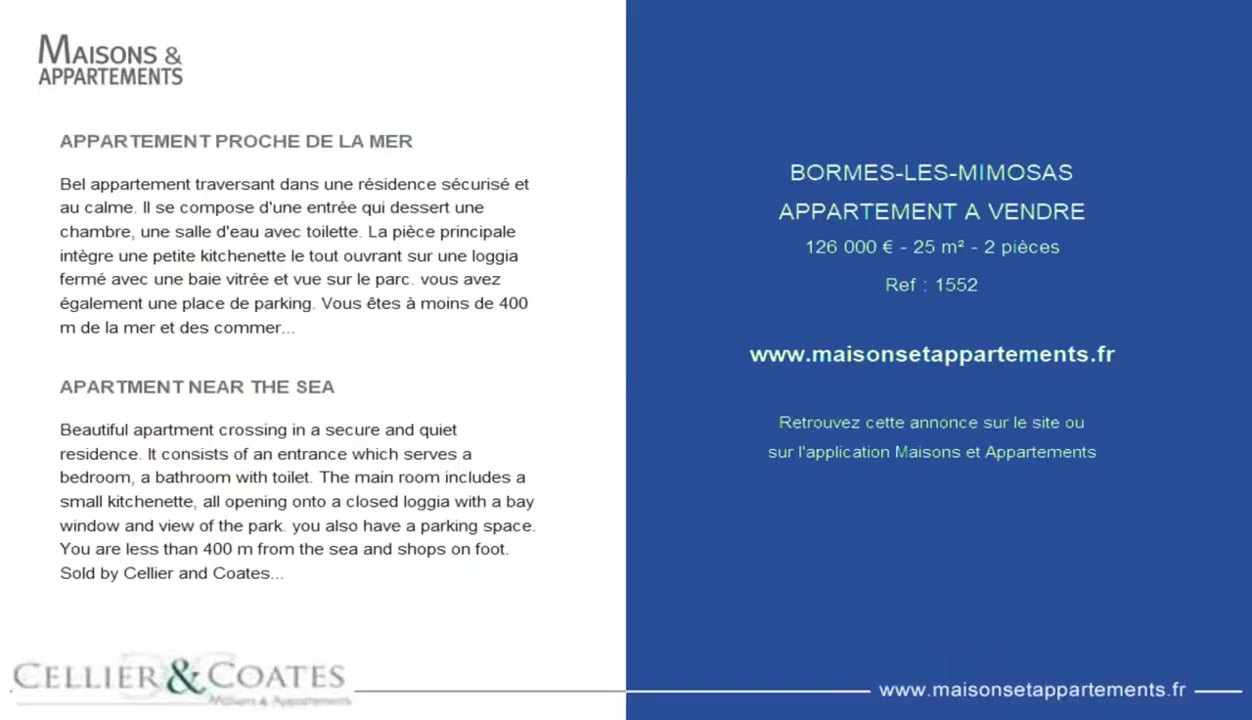 MAISONS &
APPARTEMENTS
APPARTEMENT PROCHE DE LA MER
Bel appartement traversant dans une résidence sécurisé et
au calme. Il se compose d'une entrée qui dessert une
chambre, une salle d'eau avec toilette. La pièce principale
intègre une petite kitchenette le tout ouvrant sur une loggia
fermé avec une baie vitrée et vue sur le parc. vous avez
également une place de parking. Vous êtes à moins de 400
m de la mer et des commer...
APARTMENT NEAR THE SEA
Beautiful apartment crossing in a secure and quiet
residence. It consists of an entrance which serves a
bedroom, a bathroom with toilet. The main room includes a
small kitchenette, all opening onto a closed loggia with a bay
window and view of the park. you also have a parking space.
You are less than 400 m from the sea and shops on foot.
Sold by Cellier and Coates...
CELLIER & COATES
Maisons & Appartements
BORMES-LES-MIMOSAS
APPARTEMENT A VENDRE
126 000 € - 25 m² - 2 pièces
Ref : 1552
www.maisonsetappartements.fr
Retrouvez cette annonce sur le site ou
sur l'application Maisons et Appartements
www.maisonsetappartements.fr